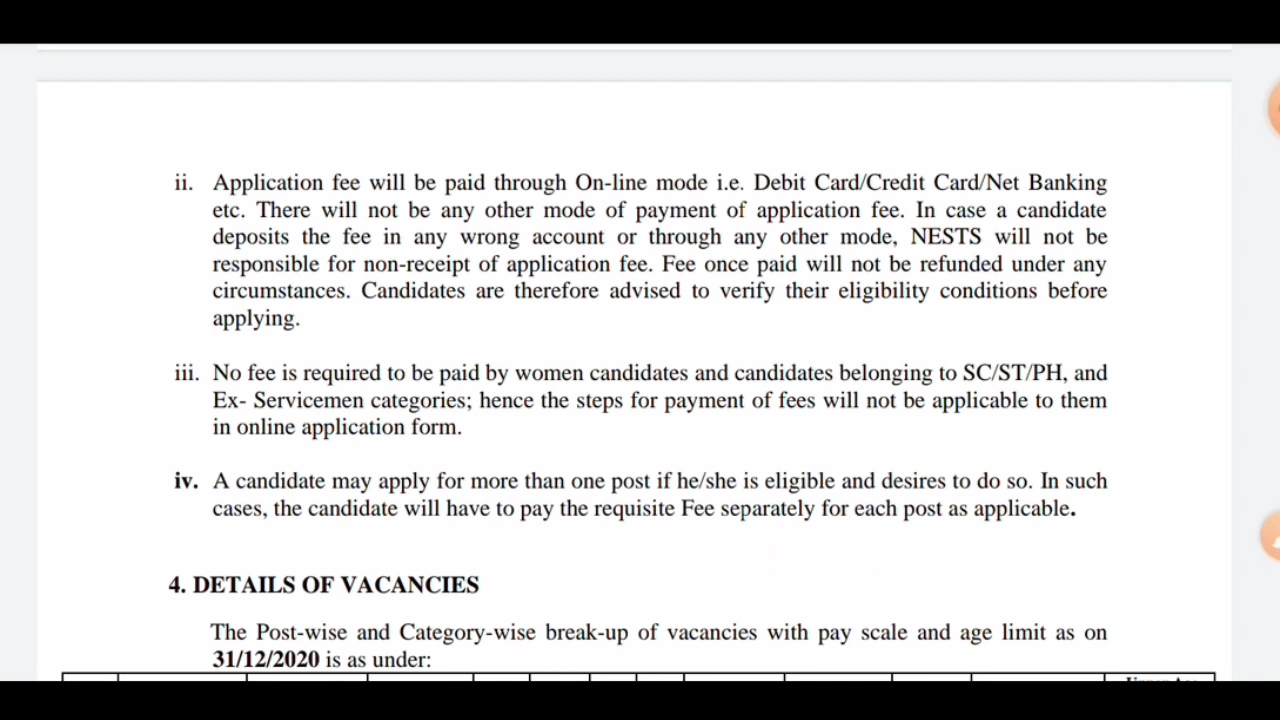 ii. Application fee will be paid through On-line mode i.e. Debit Card/Credit Card/Net Banking
etc. There will not be any other mode of payment of application fee. In case a candidate
deposits the fee in any wrong account or through any other mode, NESTS will not be
responsible for non-receipt of application fee. Fee once paid will not be refunded under any
circumstances. Candidates are therefore advised to verify their eligibility conditions before
applying.
iii. No fee is required to be paid by women candidates and candidates belonging to SC/ST/PH, and
Ex- Servicemen categories; hence the steps for payment of fees will not be applicable to them
in online application form.
iv. A candidate may apply for more than one post if he/she is eligible and desires to do so. In such
cases, the candidate will have to pay the requisite Fee separately for each post as applicable.
4. DETAILS OF VACANCIES
The Post-wise and Category-wise break-up of vacancies with pay scale and age limit as on
31/12/2020 is as under: